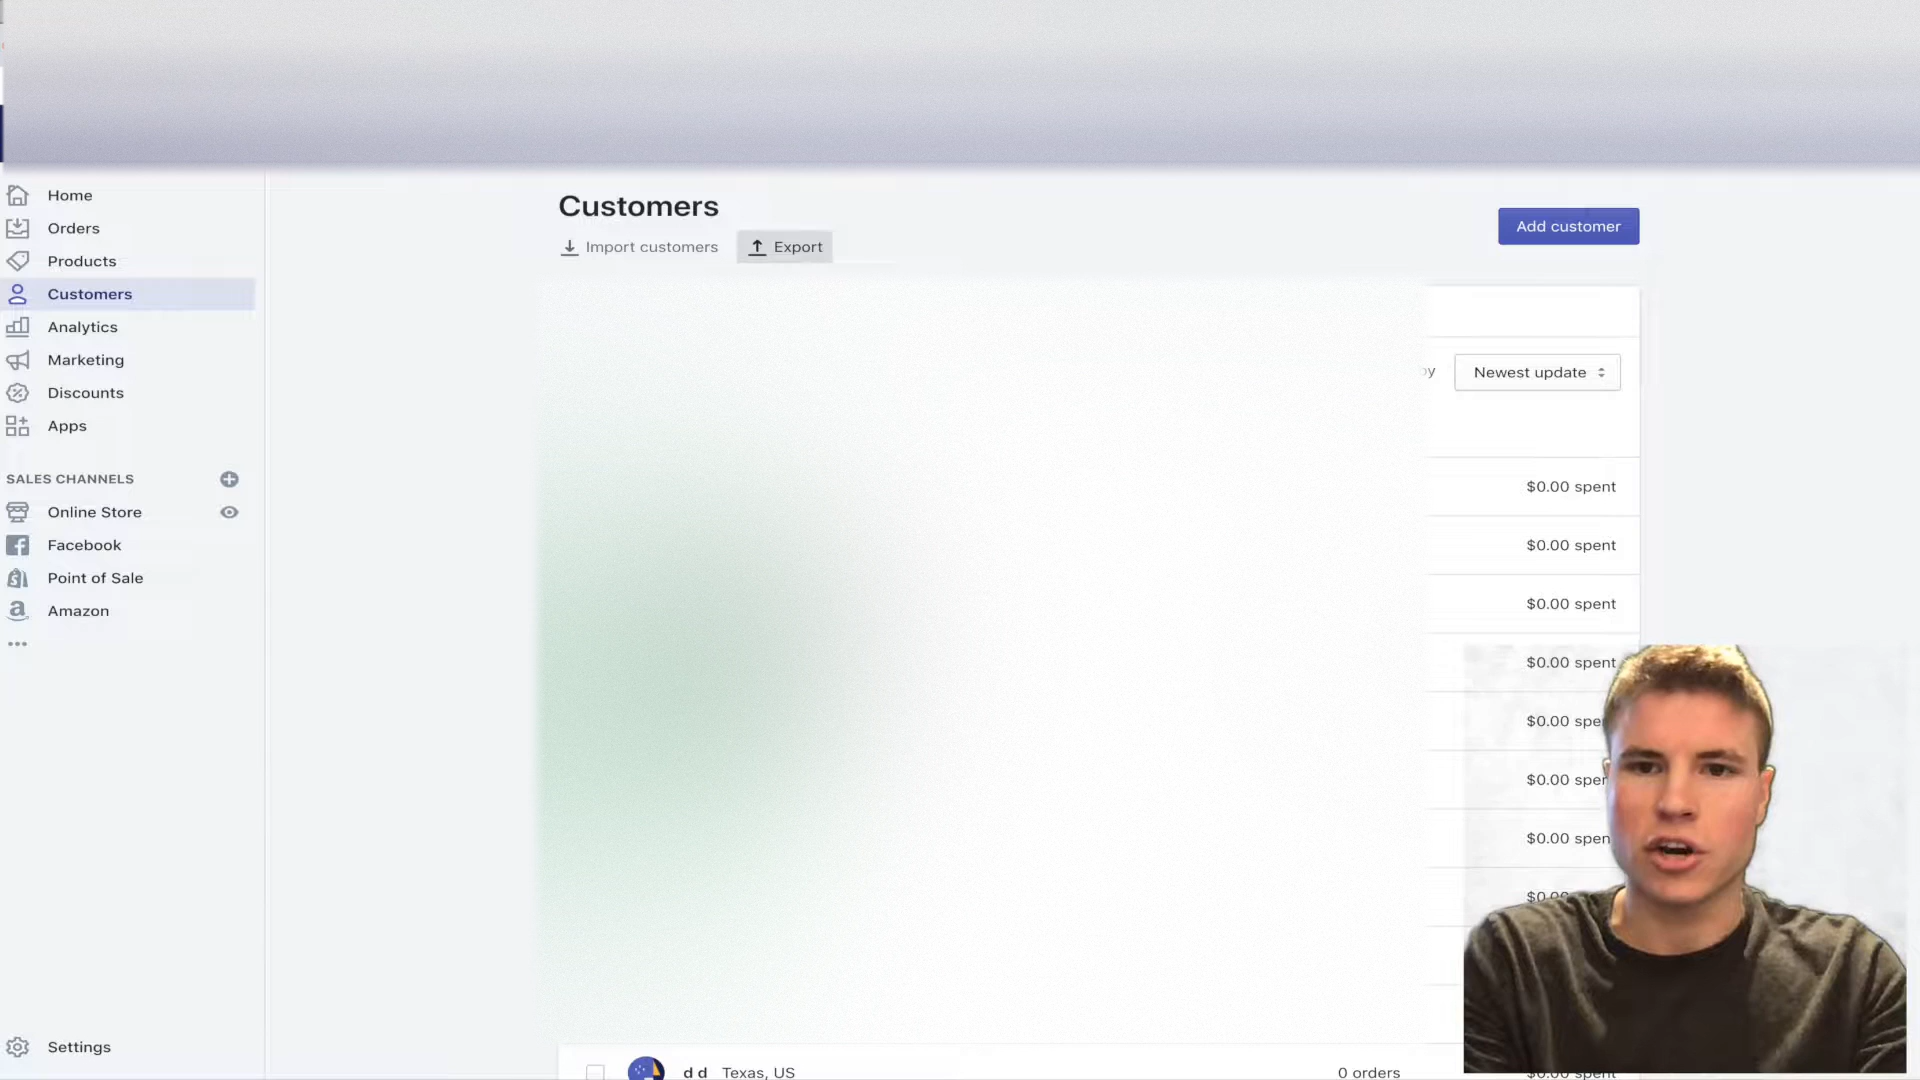 Home
Orders
Products
Customers
Analytics
Marketing
Discounts
Apps
SALES CHANNELS
Online Store
Facebook
Point of Sale
Amazon
Settings
Customers
Import customers Export
Add customer
by Newest update
$0.00 spent
$0.00 spent
$0.00 spent
$0.00 spent
$0.00 spe
$0.00 spen
$0.00 spen
$0.00
d d Texas, US 0 orders $0.00 spent